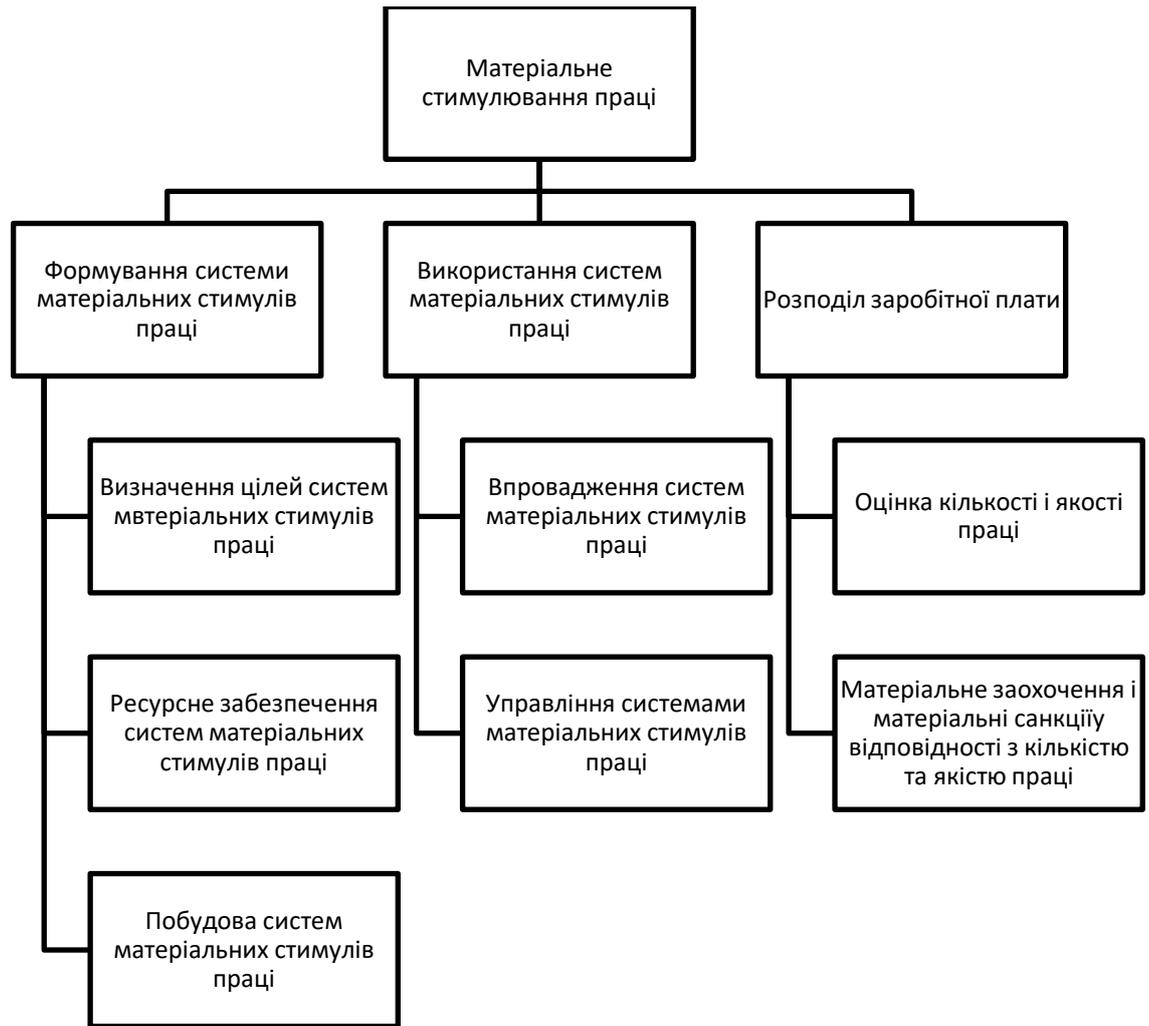 Матеріальне
стимулювання праці
Формування системи
матеріальних стимулів
праці
Використання систем
матеріальних стимулів
праці
Розподіл заробітної плати
Визначення цілей систем
мвтеріальних стимулів
праці
Впровадження систем
матеріальних стимулів
праці
Оцінка кількості і якості
праці
Ресурсне забезпечення
систем матеріальних
стимулів праці
Управління системами
матеріальних стимулів
праці
Матеріальне заохочення і
матеріальні санкціїу
відповідності з кількістю
та якістю праці
Побудова систем
матеріальних стимулів
праці